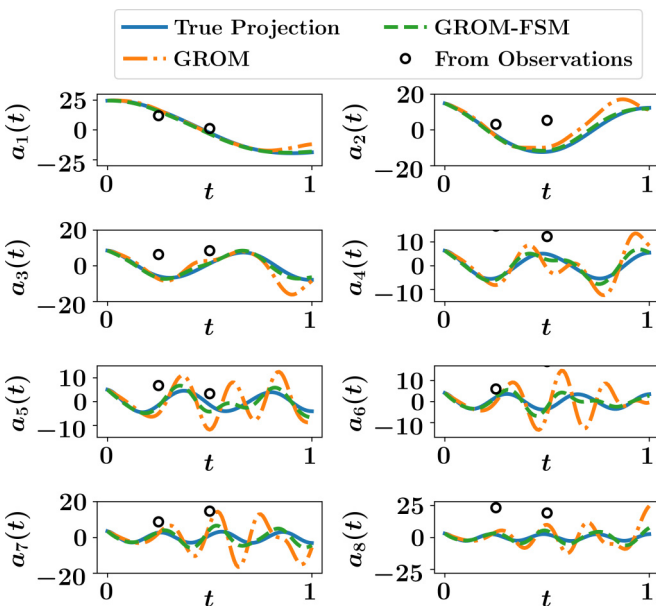 True Projection
GROM-FSM
GROM
From Observations
25
0
−25
a1(t)
0
t
1
20
0
−20
a2(t)
0
t
1
20
0
−20
a3(t)
0
t
1
10
0
−10
a4(t)
0
t
1
10
0
−10
a5(t)
0
t
1
10
0
−10
a6(t)
0
t
1
20
0
−20
a7(t)
0
t
1
25
0
−25
a8(t)
0
t
1